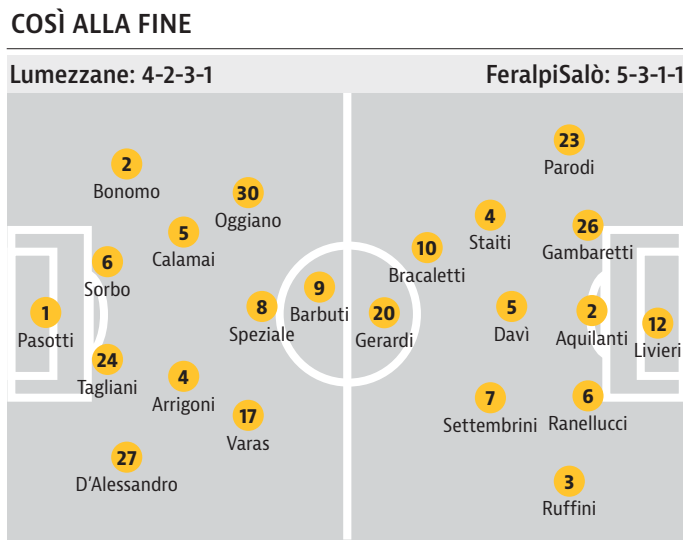 COSÌ ALLA FINE
Lumezzane: 4-2-3-1
FeralpiSalò: 5-3-1-1
2
Bonomo
30
Oggiano
5
Calamai
6
Sorbo
1
Pasotti
8
Speziale
9
Barbuti
24
Tagliani
4
Arrigoni
17
Varas
27
D'Alessandro
23
Parodi
4
Staiti
26
Gambaretti
10
Bracaletti
20
Gerardi
5
Davì
2
Aquilanti
12
Livieri
7
Settembrini
6
Ranellucci
3
Ruffini